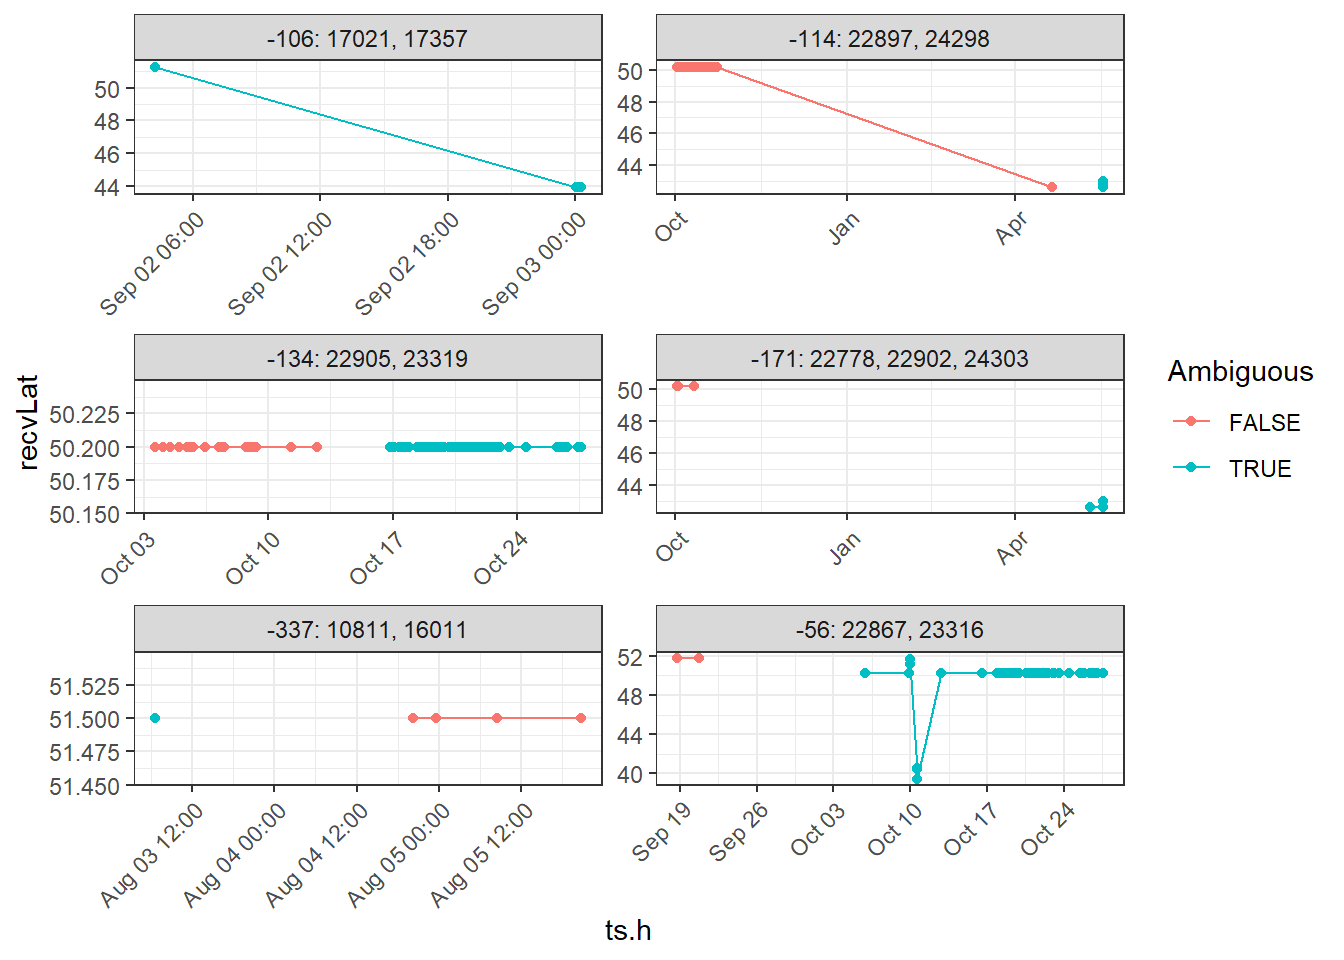 -106: 17021, 17357
-114: 22897, 24298
50
48
46
44
50
48
46
44
Sep 02 06:00
Sep 02 12:00
Sep 02 18:00
Sep 03 00:00
Oct
Jan
Apr
-134: 22905, 23319
-171: 22778, 22902, 24303
50.225
50.200
50.175
50.150
50
48
46
44
Oct 03
Oct 10
Oct 17
Oct 24
Oct
Jan
Apr
-337: 10811, 16011
-56: 22867, 23316
51.525
51.500
51.475
51.450
52
48
44
40
Aug 03 12:00
Aug 04 00:00
Aug 04 12:00
Aug 05 00:00
Aug 05 12:00
Sep 19
Sep 26
Oct 03
Oct 10
Oct 17
Oct 24
recvLat
ts.h
Ambiguous
FALSE
TRUE